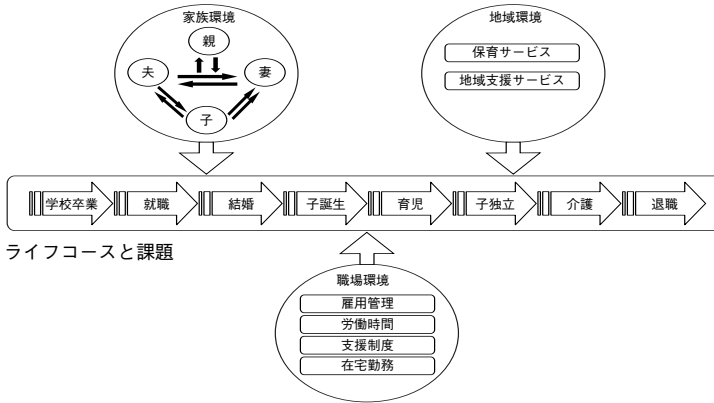 家族環境
親
夫
妻
子
地域環境
保育サービス
地域支援サービス
学校卒業
就職
結婚
子誕生
育児
子独立
介護
退職
ライフコースと課題
職場環境
雇用管理
労働時間
支援制度
在宅勤務